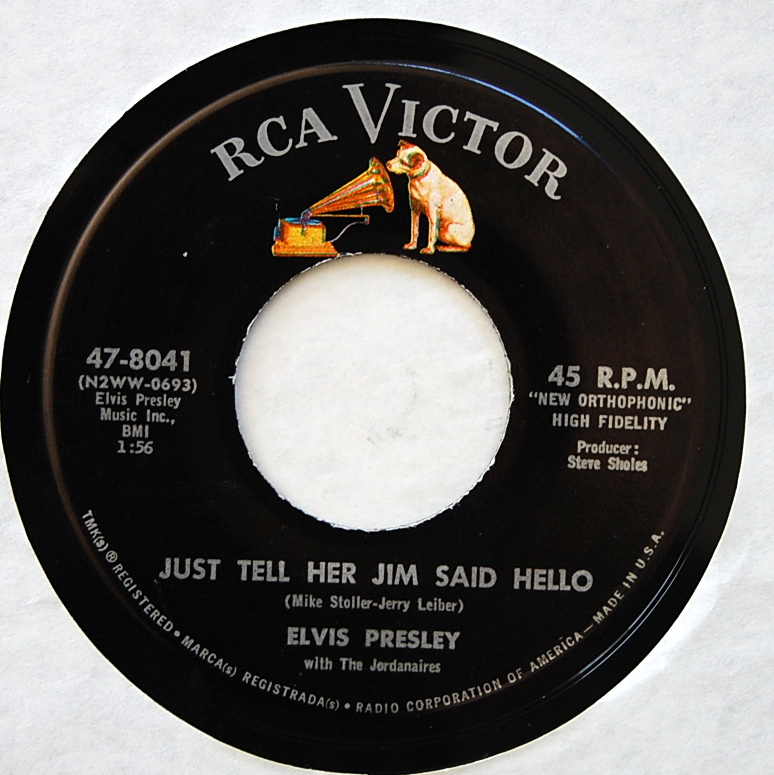 RCA VICTOR
47-8041
(N2WW-0693)
Elvis Presley
Music Inc.,
BMI
1:56
45 R.P.M.
"NEW ORTHOPHONIC"
HIGH FIDELITY
Producer:
Steve Sholes
JUST TELL HER JIM SAID HELLO
(Mike Stoller-Jerry Leiber)
ELVIS PRESLEY
with The Jordanaires
TMK(s) ® REGISTERED • MARCA(s) REGISTRADA(s) • RADIO CORPORATION OF AMERICA — MADE IN U.S.A.